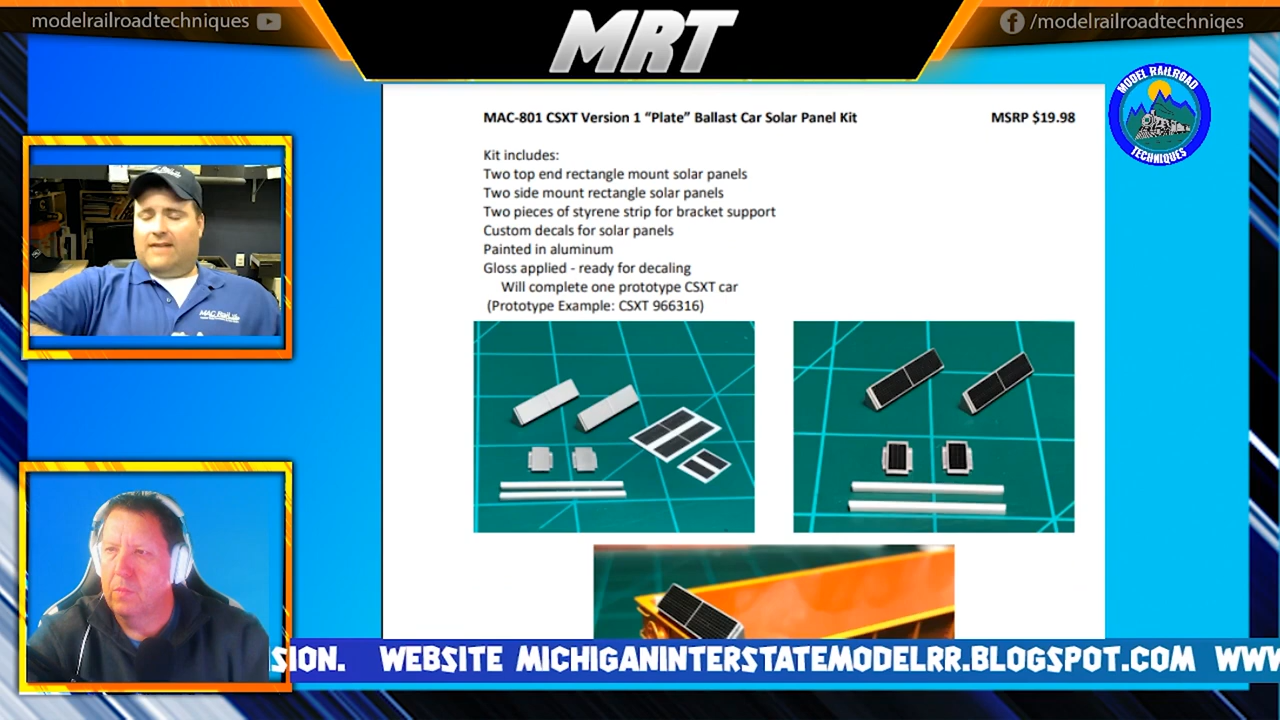 modelrailroadtechniques
MRT
/modelrailroadtechniqes
MODEL RAILROAD
TECHNIQUES
MAC-801 CSXT Version 1 “Plate” Ballast Car Solar Panel Kit MSRP $19.98
Kit includes:
Two top end rectangle mount solar panels
Two side mount rectangle solar panels
Two pieces of styrene strip for bracket support
Custom decals for solar panels
Painted in aluminum
Gloss applied - ready for decaling
Will complete one prototype CSXT car
(Prototype Example: CSXT 966316)
SION. WEBSITE MICHIGANINTERSTATEMODELRR.BLOGSPOT.COM WWW